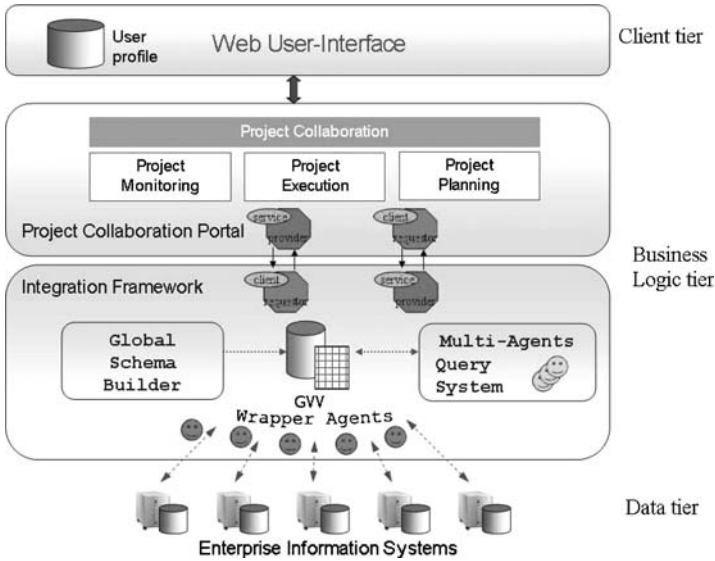 User
profile
Web User-Interface
Client tier
Project Collaboration
Project
Monitoring
Project
Execution
Project
Planning
Project Collaboration Portal
service
provider
client
requestor
Business
Logic tier
Integration Framework
client
requestor
service
provider
Global
Schema
Builder
GVV
Multi-Agents
Query
System
Wrapper Agents
Data tier
Enterprise Information Systems